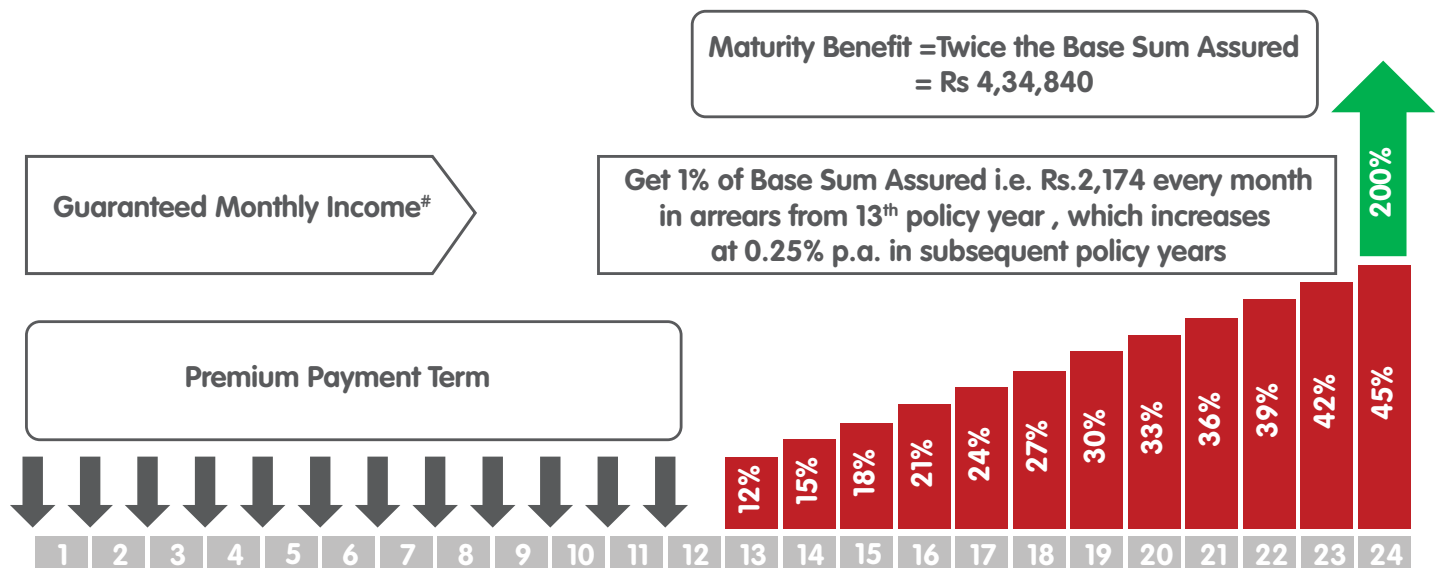 Maturity Benefit =Twice the Base Sum Assured
= Rs 4,34,840
200%
Guaranteed Monthly Income#
Get 1% of Base Sum Assured i.e. Rs.2,174 every month
in arrears from 13th policy year , which increases
at 0.25% p.a. in subsequent policy years
Premium Payment Term
12% 15% 18% 21% 24% 27% 30% 33% 36% 39% 42% 45%
1 2 3 4 5 6 7 8 9 10 11 12 13 14 15 16 17 18 19 20 21 22 23 24